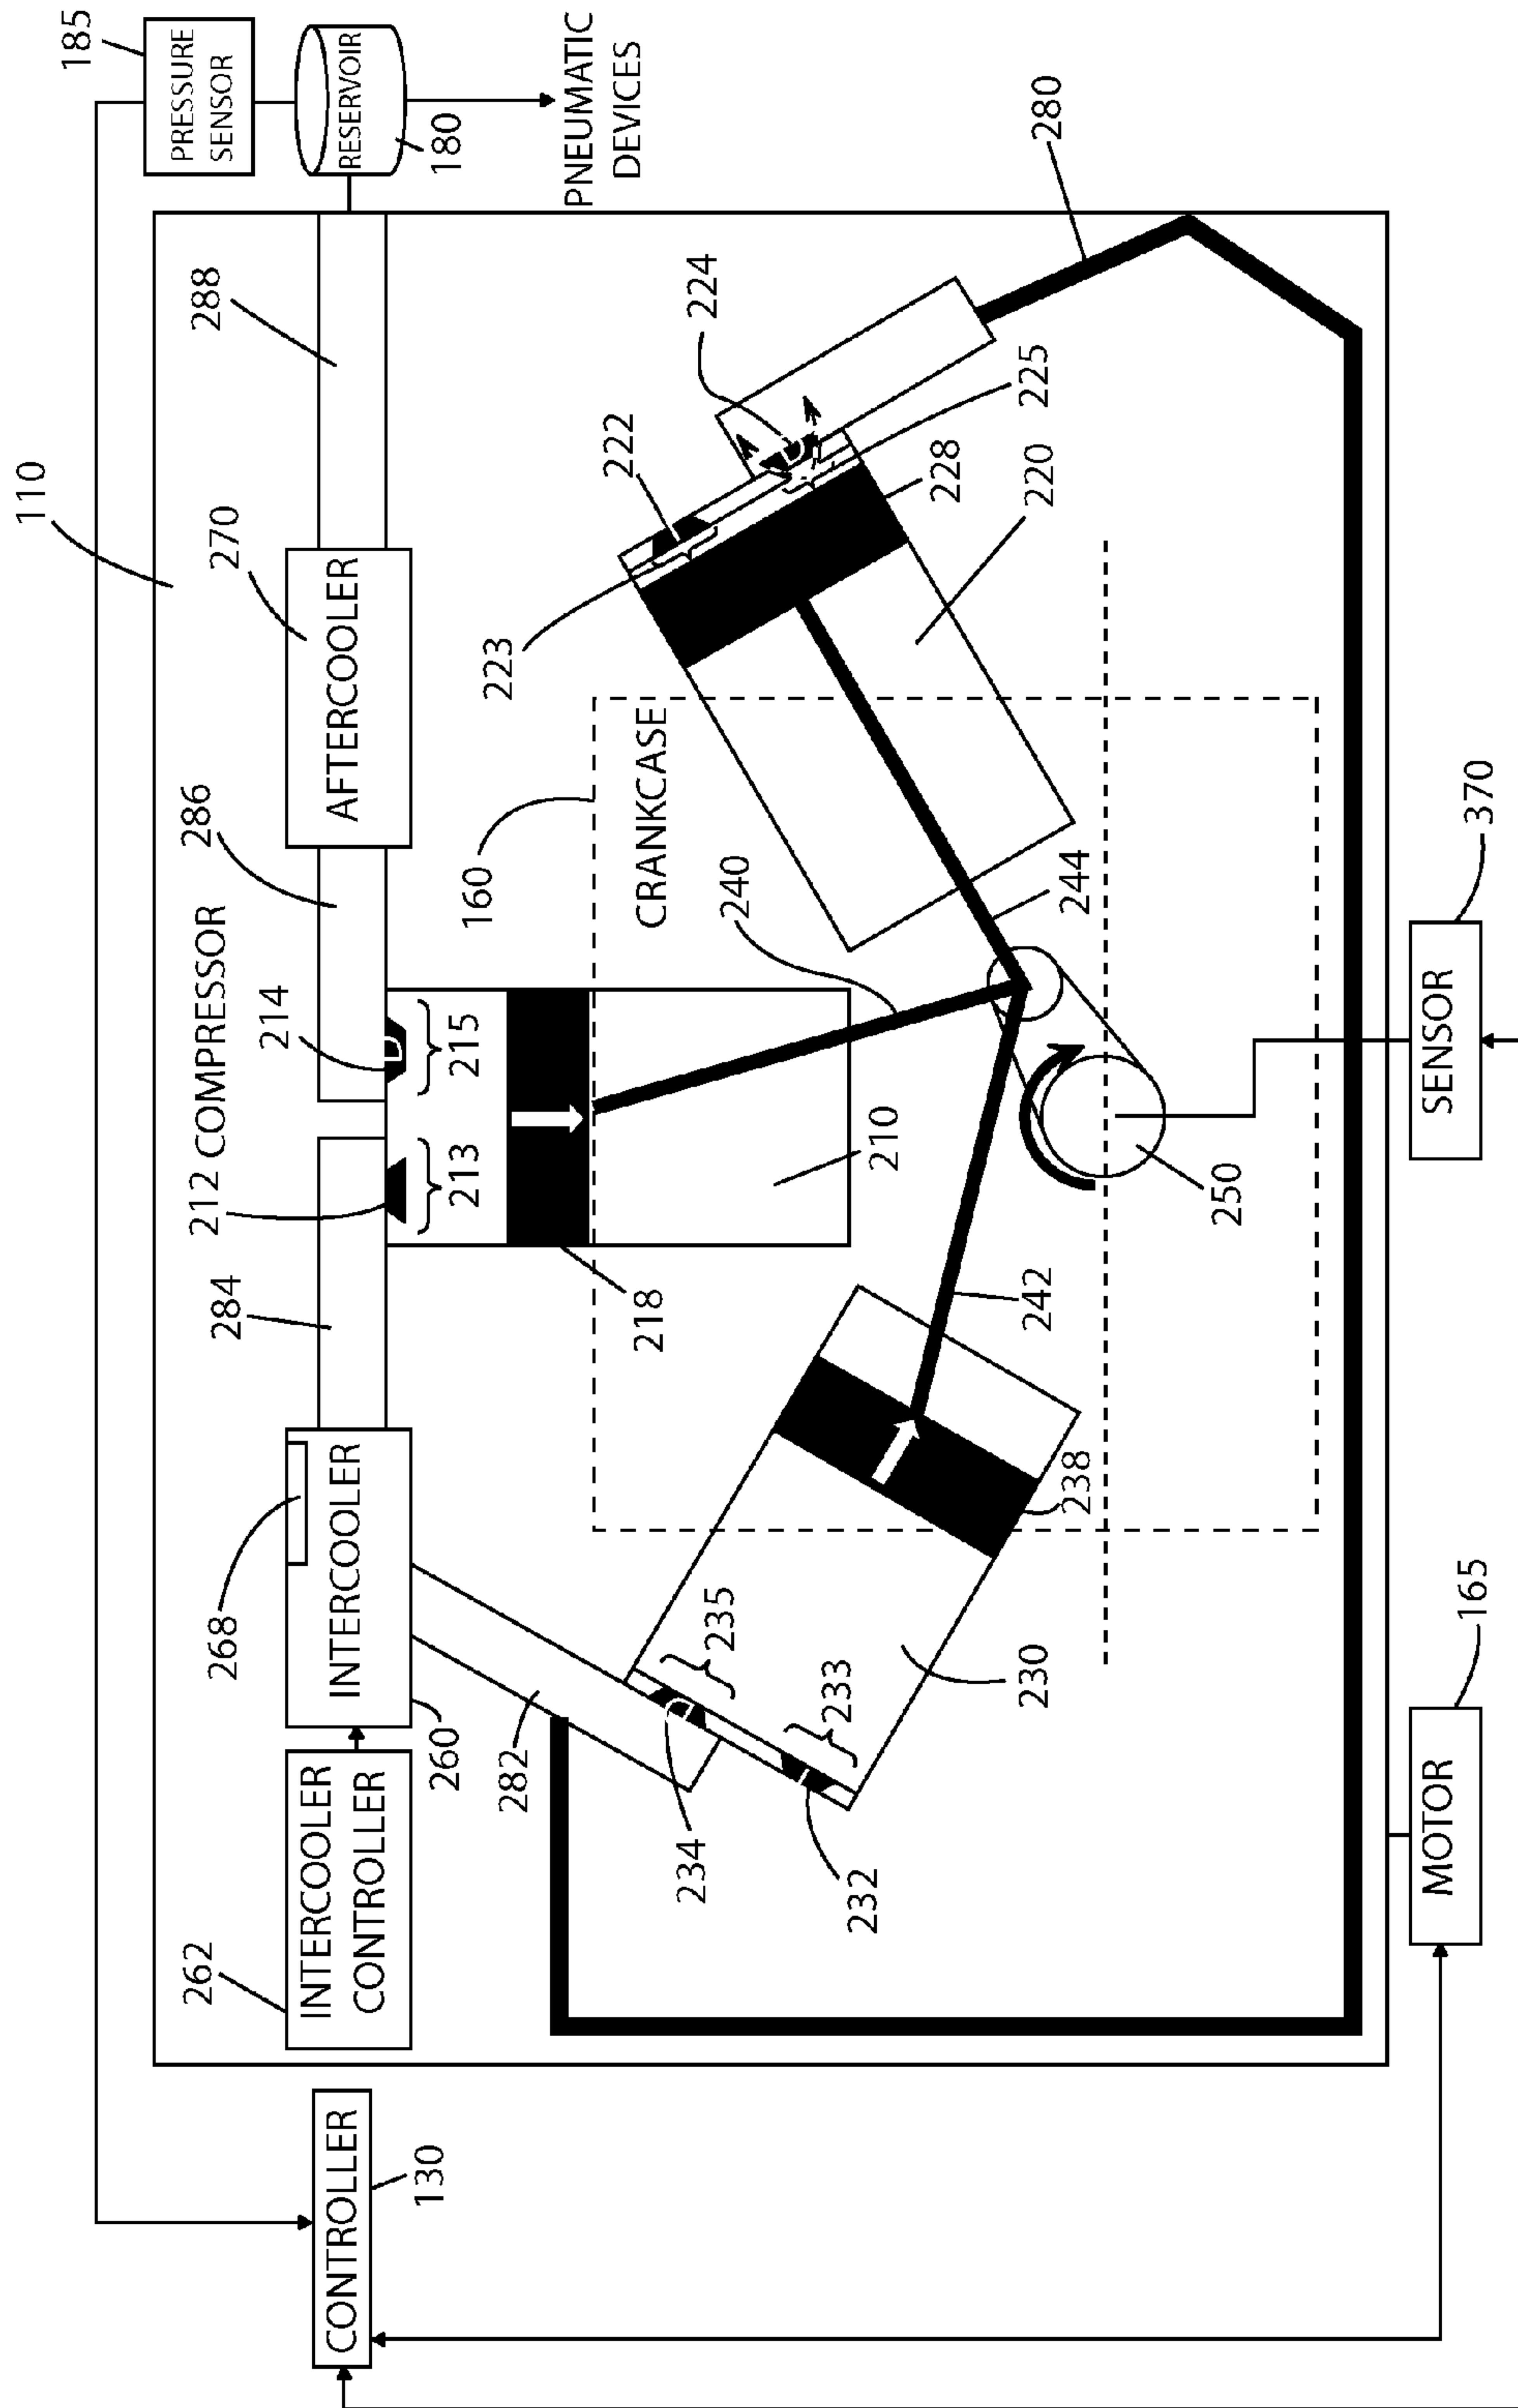 110
185
PRESSURE
SENSOR
RESERVOIR
180
PNEUMATIC
DEVICES
CONTROLLER
130
262
INTERCOOLER
CONTROLLER
268
INTERCOOLER
260
284
212
COMPRESSOR
214
286
270
AFTERCOOLER
288
213
215
282
218
160
CRANKCASE
223
222
224
234
235
232
233
230
238
242
210
240
244
250
220
228
225
280
MOTOR
165
SENSOR
370